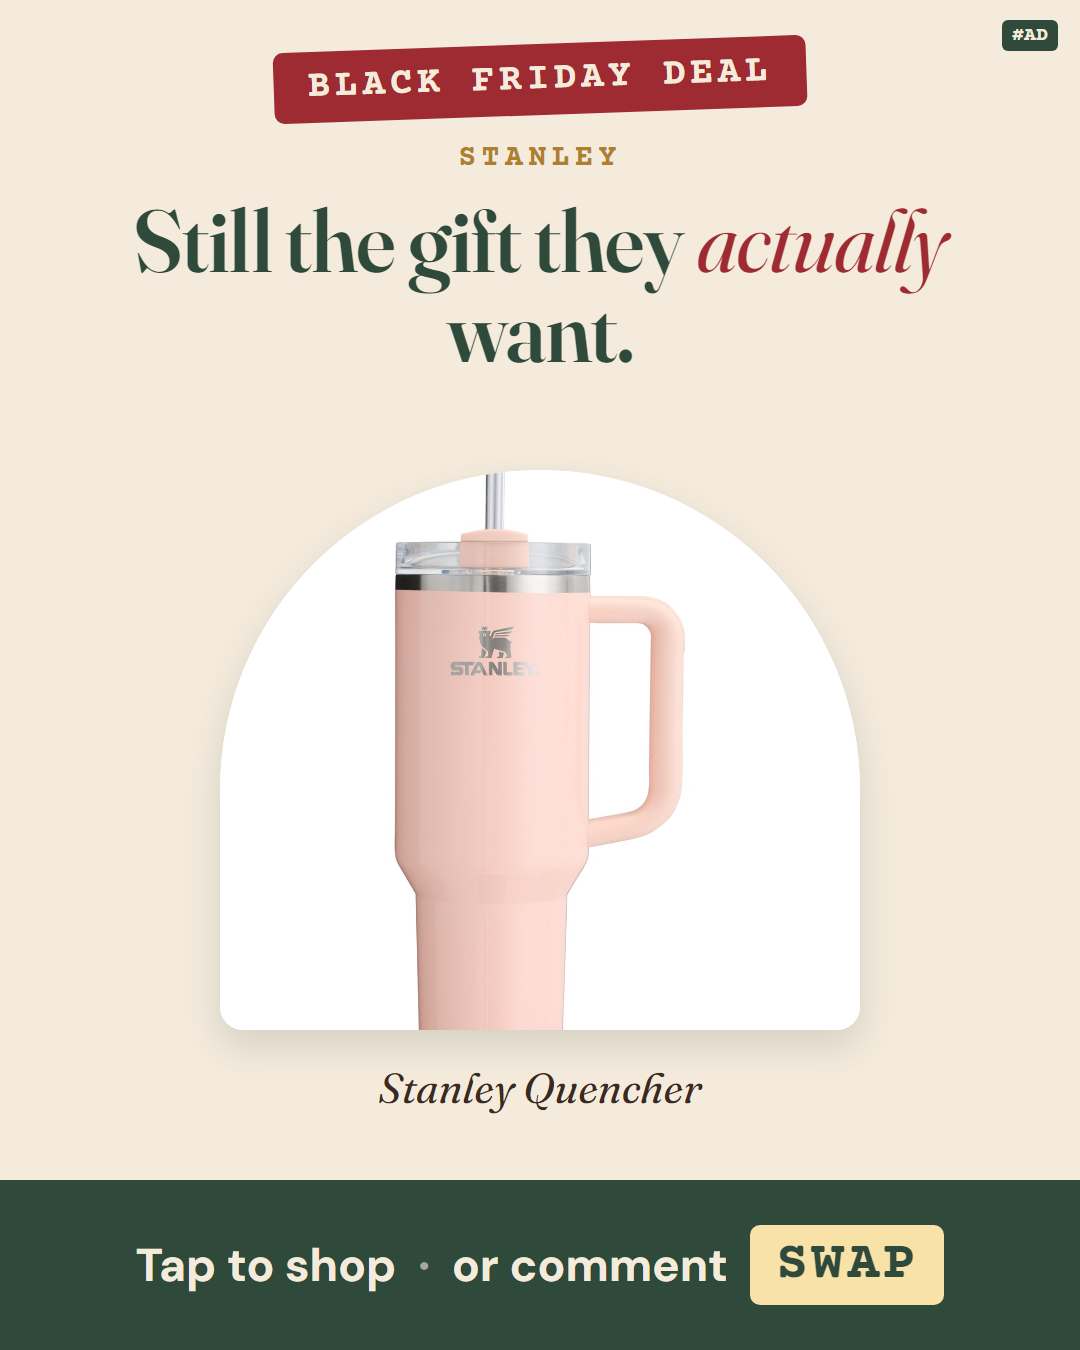 #AD
BLACK FRIDAY DEAL
STANLEY
Still the gift they actually
want.
STANLEY
Stanley Quencher
Tap to shop · or comment SWAP